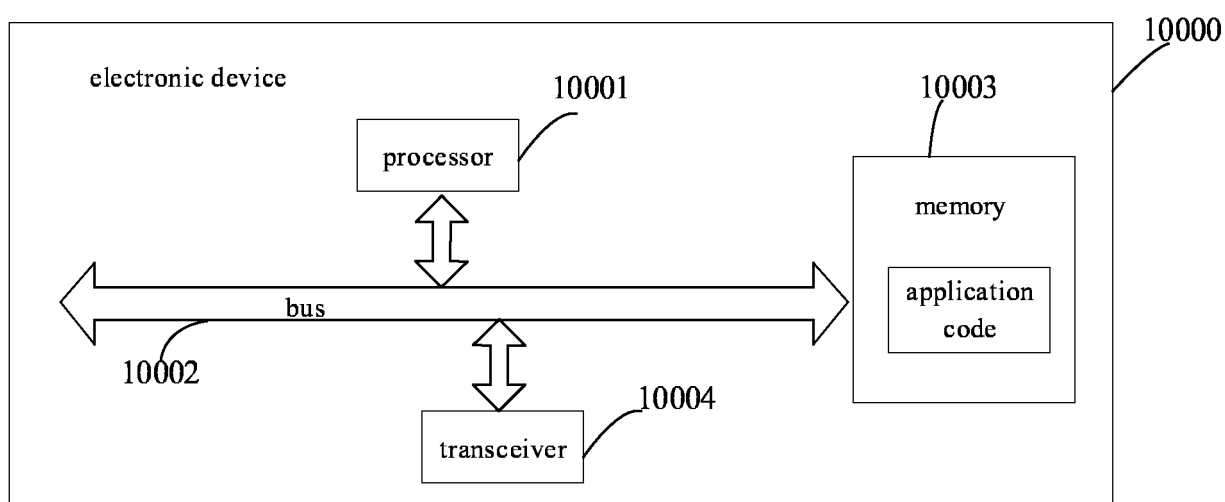 10000
electronic device
10001
10003
processor
memory
application
code
bus
10002
10004
transceiver